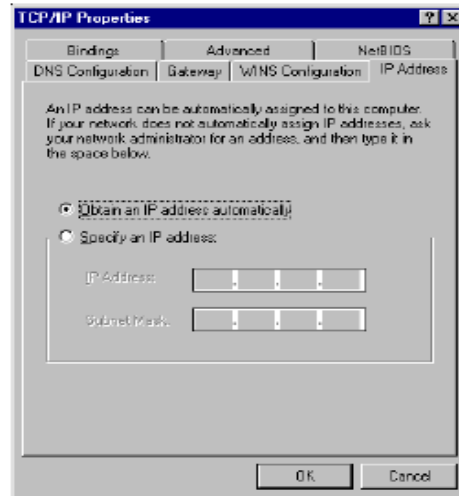 TCP/IP Properties
? ×
Bindings Advanced NetBIOS
DNS Configuration Gateway WINS Configuration IP Address
An IP address can be automatically assigned to this computer.
If your network does not automatically assign IP addresses, ask
your network administrator for an address, and then type it in
the space below.
Obtain an IP address automatically
Specify an IP address:
IP Address:
Subnet Mask:
OK Cancel